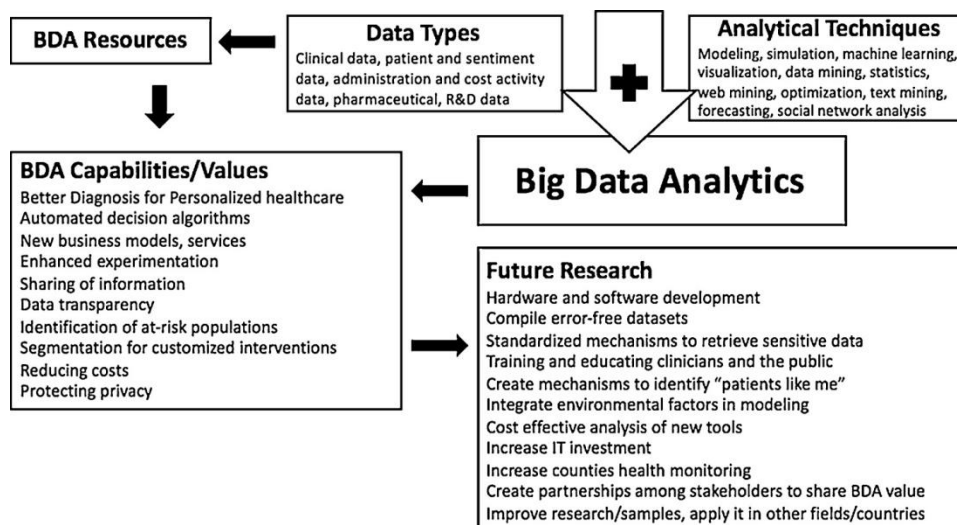 BDA Resources
Data Types
Clinical data, patient and sentiment
data, administration and cost activity
data, pharmaceutical, R&D data
Analytical Techniques
Modeling, simulation, machine learning,
visualization, data mining, statistics,
web mining, optimization, text mining,
forecasting, social network analysis
BDA Capabilities/Values
Better Diagnosis for Personalized healthcare
Automated decision algorithms
New business models, services
Enhanced experimentation
Sharing of information
Data transparency
Identification of at-risk populations
Segmentation for customized interventions
Reducing costs
Protecting privacy
Big Data Analytics
Future Research
Hardware and software development
Compile error-free datasets
Standardized mechanisms to retrieve sensitive data
Training and educating clinicians and the public
Create mechanisms to identify “patients like me”
Integrate environmental factors in modeling
Cost effective analysis of new tools
Increase IT investment
Increase counties health monitoring
Create partnerships among stakeholders to share BDA value
Improve research/samples, apply it in other fields/countries